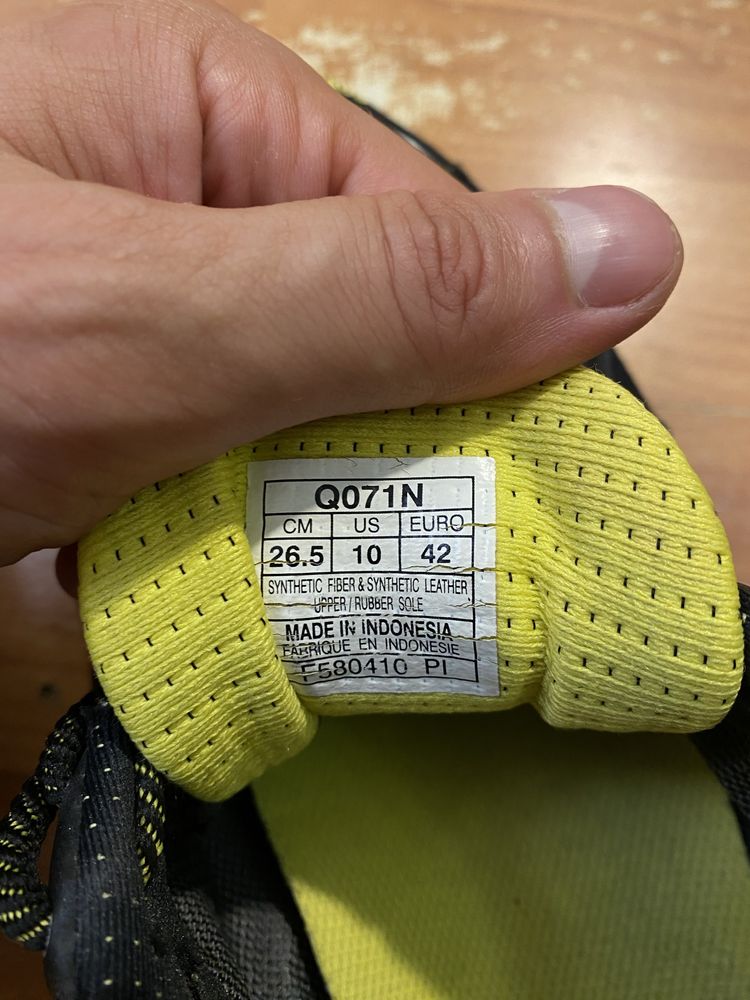 Q071N
CM US EURO
26.5 10 42
SYNTHETIC FIBER & SYNTHETIC LEATHER
UPPER / RUBBER SOLE
MADE IN INDONESIA
FABRIQUE EN INDONESIE
F580410 PI